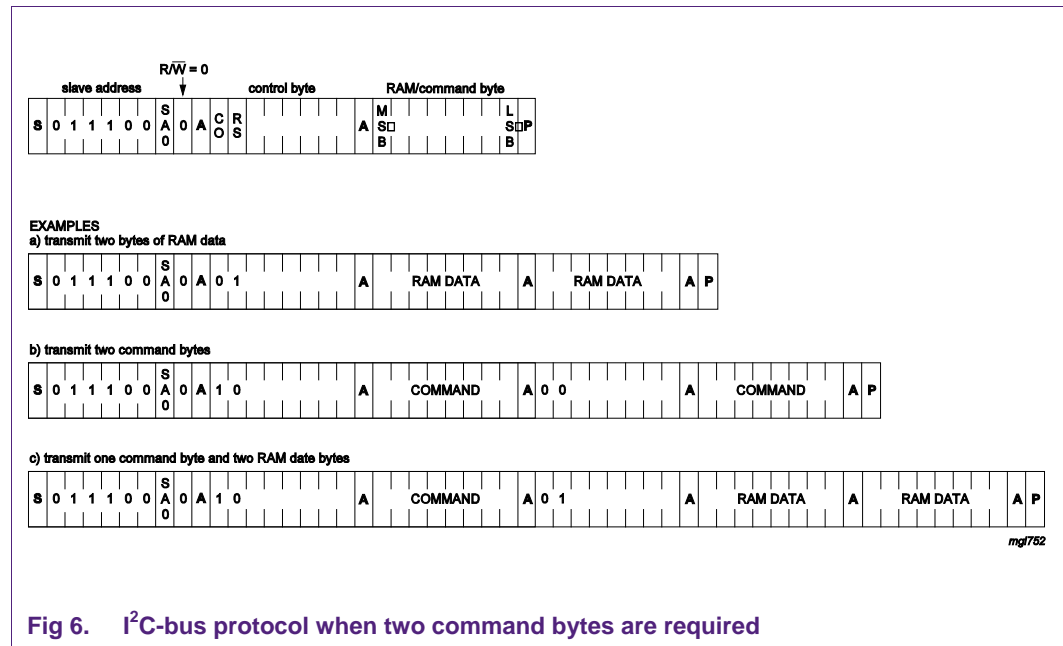 R/W = 0
slave address control byte RAM/command byte
S 0 1 1 1 0 0 SA0 0 A CO RS A MSB LSB P
EXAMPLES
a) transmit two bytes of RAM data
S 0 1 1 1 0 0 SA0 0 A 0 1 A RAM DATA A RAM DATA A P
b) transmit two command bytes
S 0 1 1 1 0 0 SA0 0 A 1 0 A COMMAND A 0 0 A COMMAND A P
c) transmit one command byte and two RAM date bytes
S 0 1 1 1 0 0 SA0 0 A 1 0 A COMMAND A 0 1 A RAM DATA A RAM DATA A P
mgl752
Fig 6. I²C-bus protocol when two command bytes are required